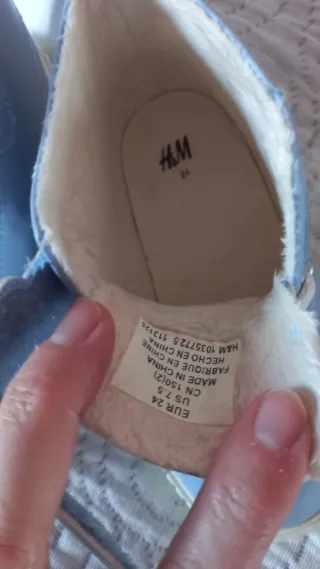 H&M
24
EUR 24
US 7.5
CN 150(2)
MADE IN CHINA
FABRIQUE EN CHINE
HECHO EN CHINA
H&M 1035772.5 113126